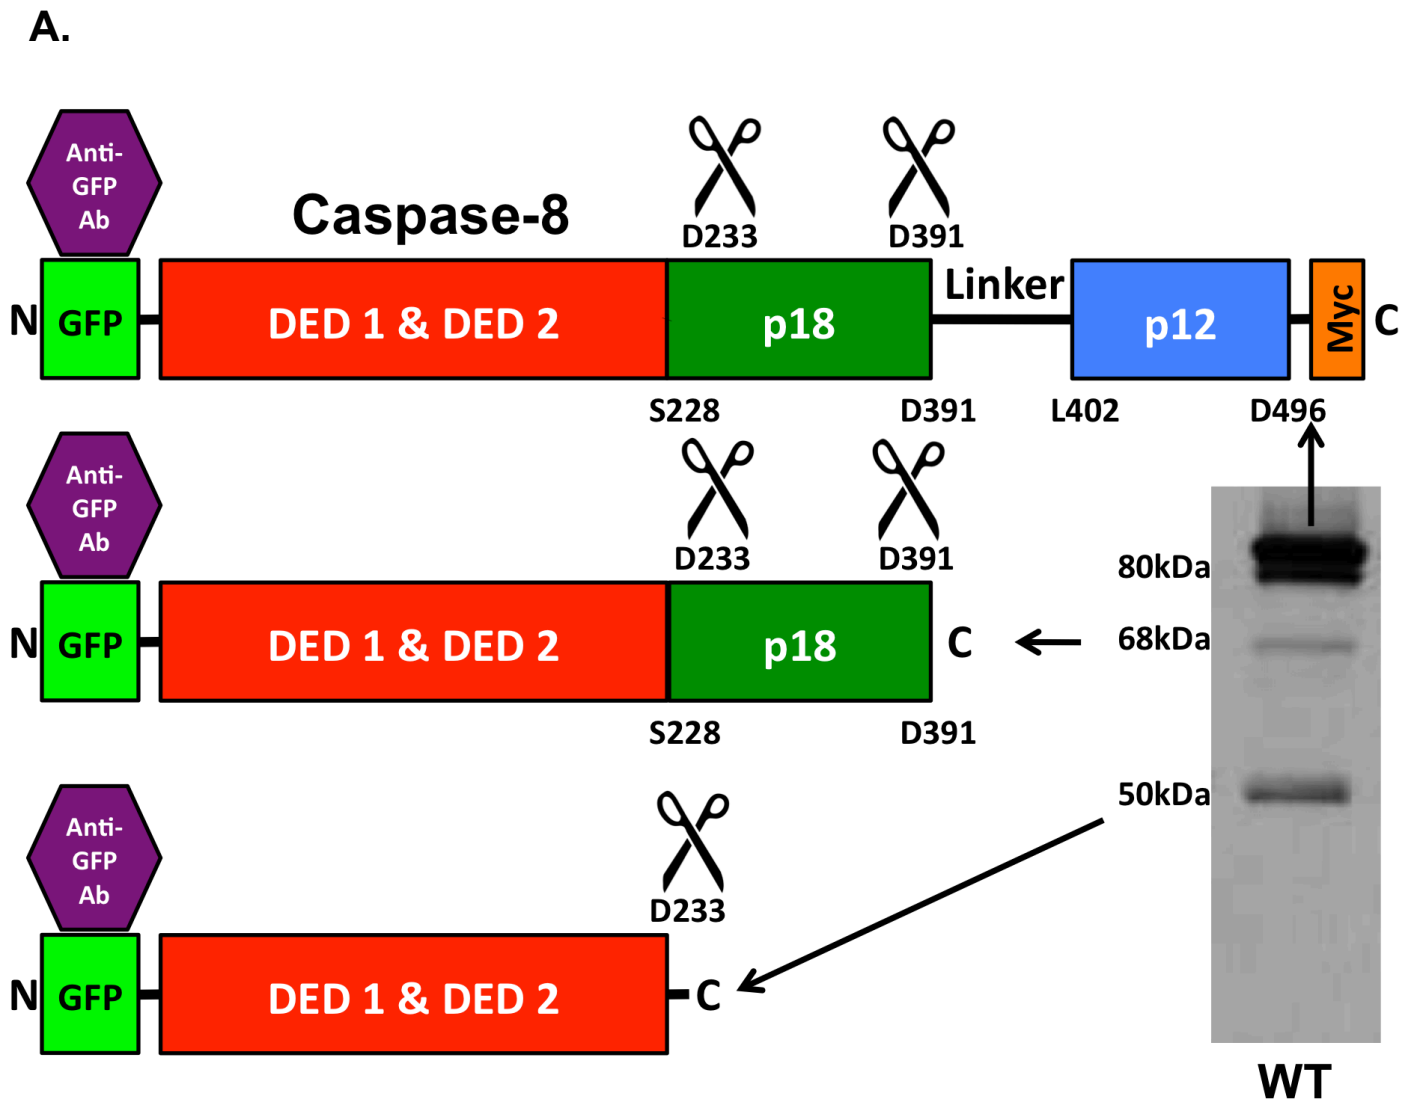 A.
Anti-
GFP
Ab
Caspase-8
D233
D391
N
GFP
DED 1 & DED 2
p18
Linker
p12
Myc
C
S228
D391
L402
D496
Anti-
GFP
Ab
D233
D391
N
GFP
DED 1 & DED 2
p18
C
S228
D391
80kDa
68kDa
50kDa
Anti-
GFP
Ab
D233
N
GFP
DED 1 & DED 2
C
WT